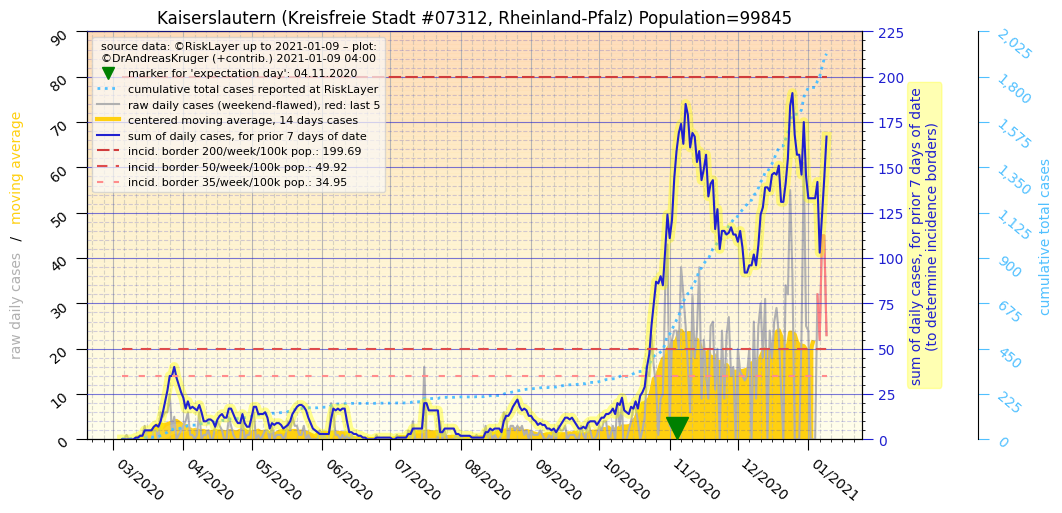 Kaiserslautern (Kreisfreie Stadt #07312, Rheinland-Pfalz) Population=99845
source data: ©RiskLayer up to 2021-01-09 – plot:
©DrAndreasKruger (+contrib.) 2021-01-09 04:00
marker for 'expectation day': 04.11.2020
cumulative total cases reported at RiskLayer
raw daily cases (weekend-flawed), red: last 5
centered moving average, 14 days cases
sum of daily cases, for prior 7 days of date
incid. border 200/week/100k pop.: 199.69
incid. border 50/week/100k pop.: 49.92
incid. border 35/week/100k pop.: 34.95
raw daily cases / moving average
90
80
70
60
50
40
30
20
10
0
03/2020
04/2020
05/2020
06/2020
07/2020
08/2020
09/2020
10/2020
11/2020
12/2020
01/2021
225
200
175
150
125
100
75
50
25
0
sum of daily cases, for prior 7 days of date
(to determine incidence borders)
2,025
1,800
1,575
1,350
1,125
900
675
450
225
0
cumulative total cases